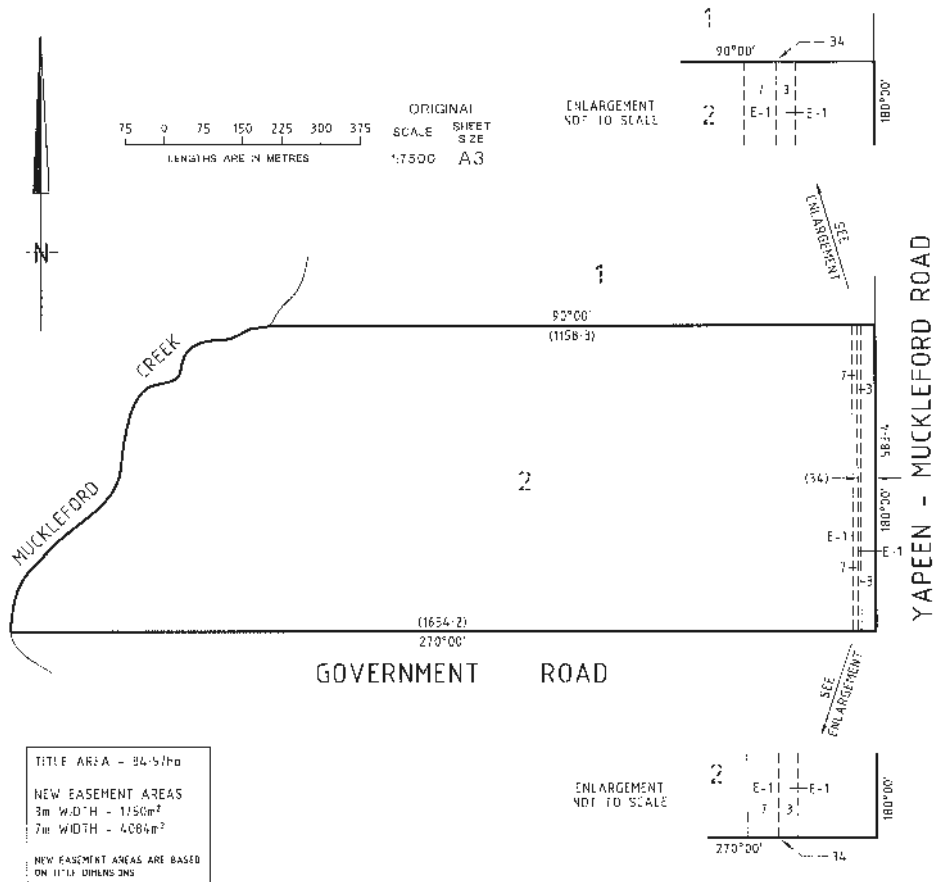 1
90°00'
34
7
3
2
E-1
E-1
180°00'
ENLARGEMENT
NOT TO SCALE
ORIGINAL
SCALE
SHEET
SIZE
1:7500
A3
75 0 75 150 225 300 375
LENGTHS ARE IN METRES
N
SEE
ENLARGEMENT
1
90°00'
(1158·3)
MUCKLEFORD
CREEK
2
7
3
583·4
(34)
180°00'
E-1
E-1
7
3
YAPEEN - MUCKLEFORD ROAD
(1654·2)
270°00'
GOVERNMENT ROAD
SEE
ENLARGEMENT
TITLE AREA - 84·57ha
NEW EASEMENT AREAS
3m WIDTH - 1750m²
7m WIDTH - 4084m²
NEW EASEMENT AREAS ARE BASED
ON TITLE DIMENSIONS
ENLARGEMENT
NOT TO SCALE
2
E-1
E-1
7
3
180°00'
270°00'
34